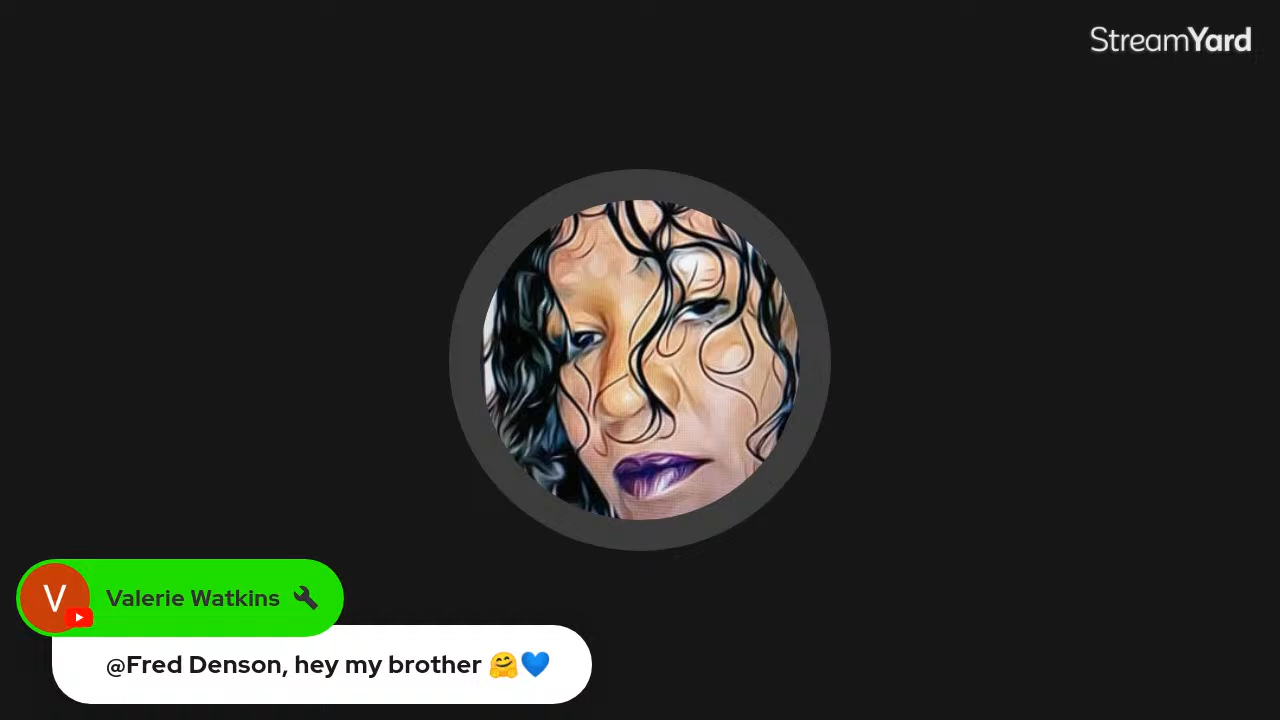 StreamYard
V
Valerie Watkins
@Fred Denson, hey my brother 🤗💙